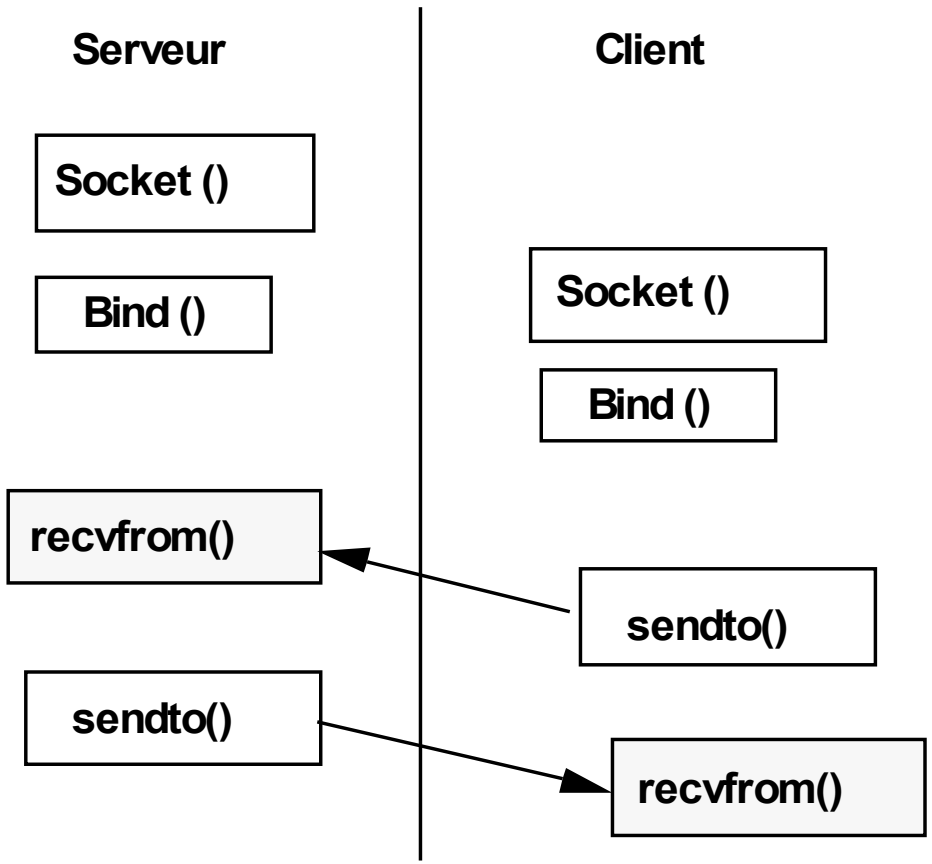 Serveur
Client
Socket ()
Socket ()
Bind ()
Bind ()
recvfrom()
sendto()
sendto()
recvfrom()